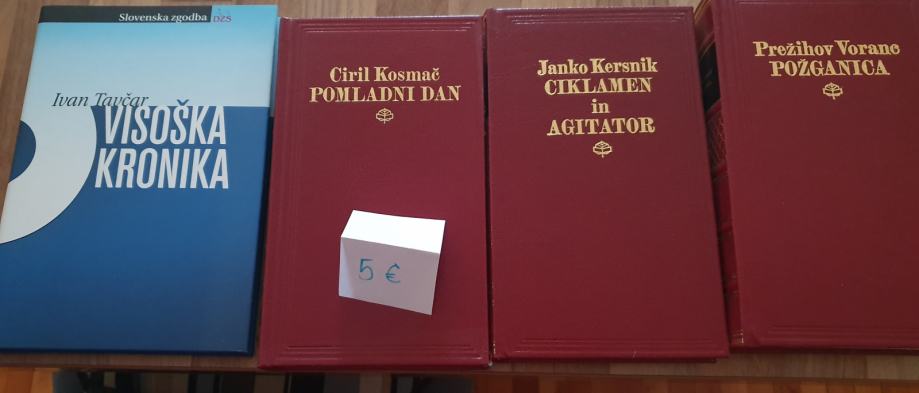 Slovenska zgodba DZS
Ivan Tavčar
VISOŠKA
KRONIKA
Ciril Kosmač
POMLADNI DAN
5 €
Janko Kersnik
CIKLAMEN
in
AGITATOR
Prežihov Voranc
POŽGANICA